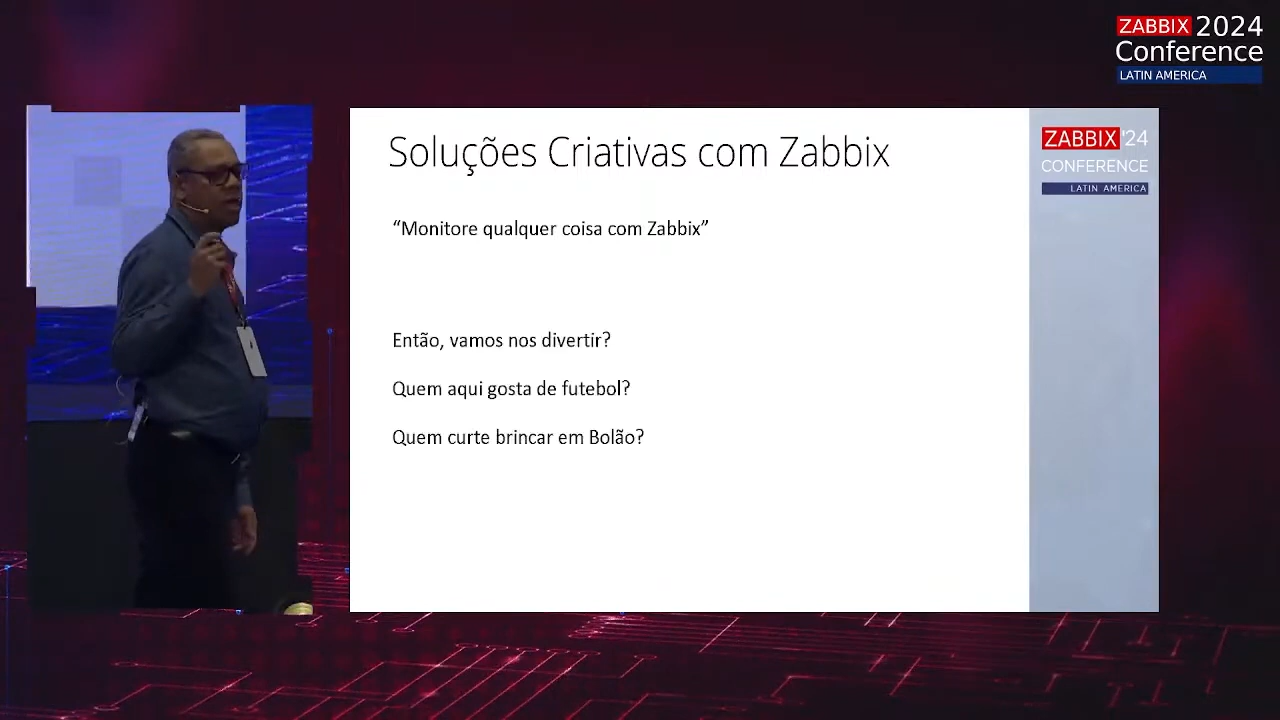 ZABBIX 2024
Conference
LATIN AMERICA
Soluções Criativas com Zabbix
ZABBIX '24
CONFERENCE
LATIN AMERICA
“Monitore qualquer coisa com Zabbix”
Então, vamos nos divertir?
Quem aqui gosta de futebol?
Quem curte brincar em Bolão?